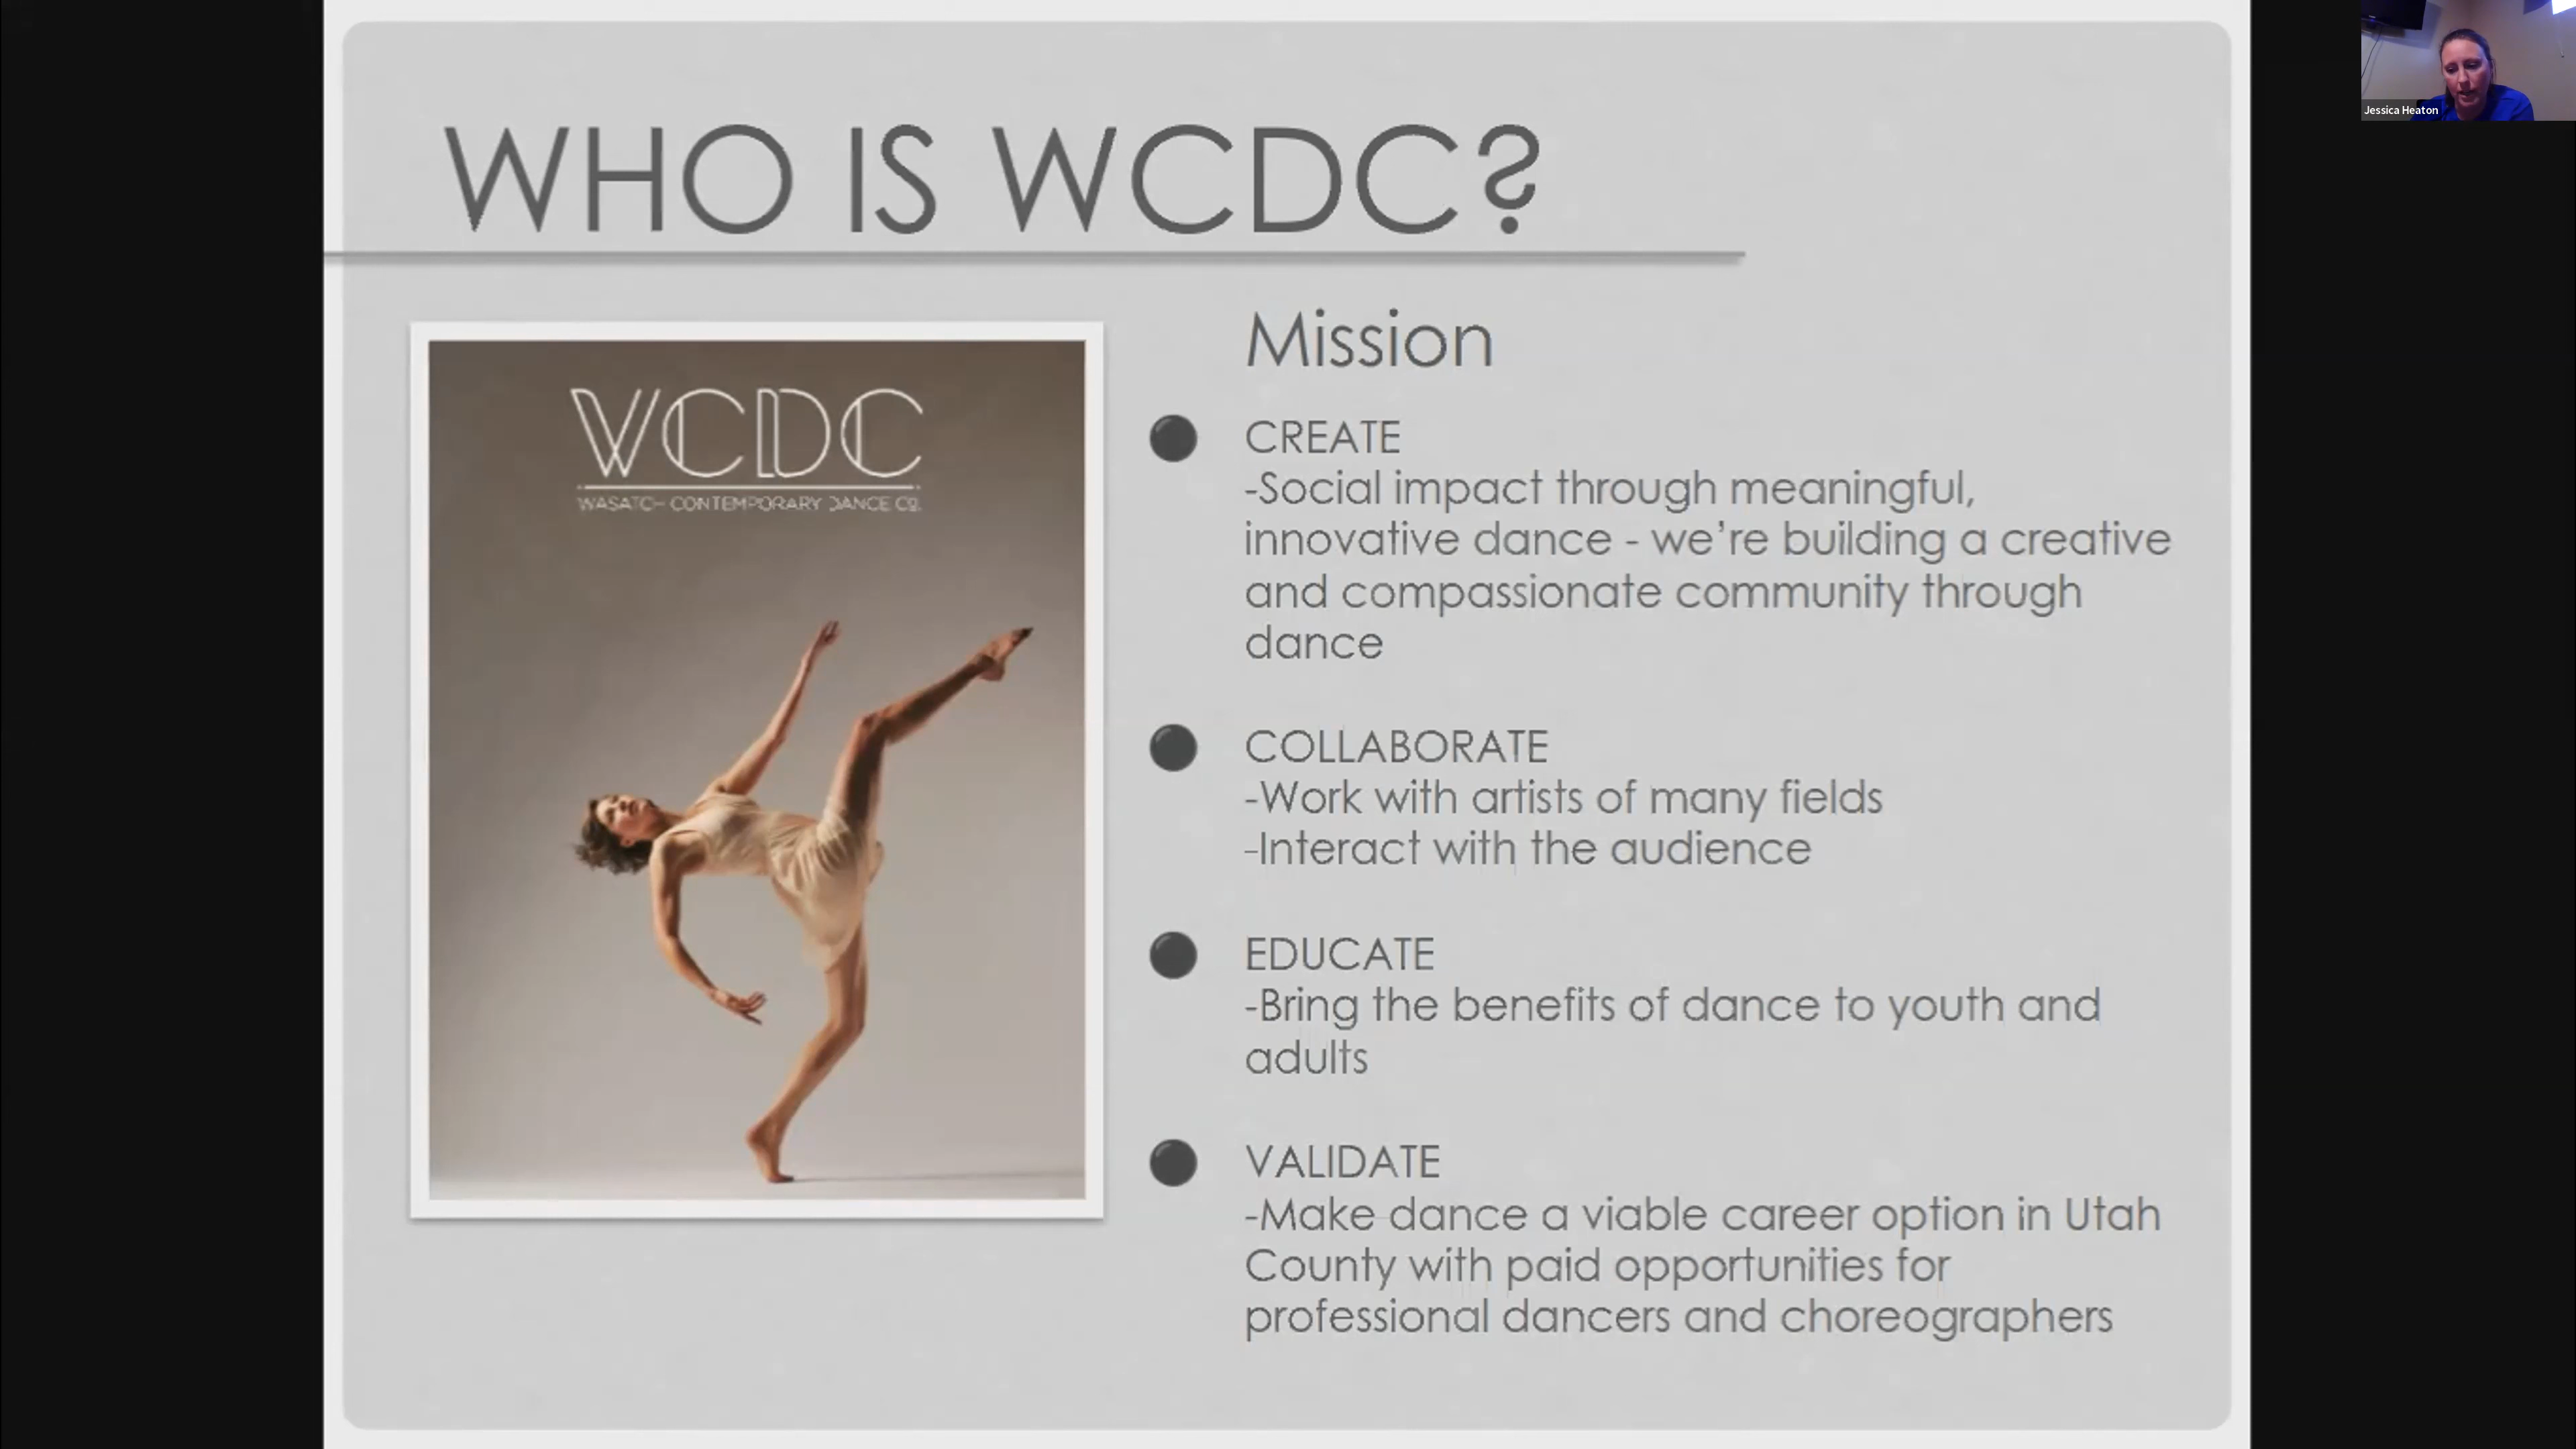 WHO IS WCDC?
WCDC
WASATCH CONTEMPORARY DANCE CO.
Mission
CREATE
-Social impact through meaningful,
innovative dance - we’re building a creative
and compassionate community through
dance
COLLABORATE
-Work with artists of many fields
-Interact with the audience
EDUCATE
-Bring the benefits of dance to youth and
adults
VALIDATE
-Make dance a viable career option in Utah
County with paid opportunities for
professional dancers and choreographers
Jessica Heaton